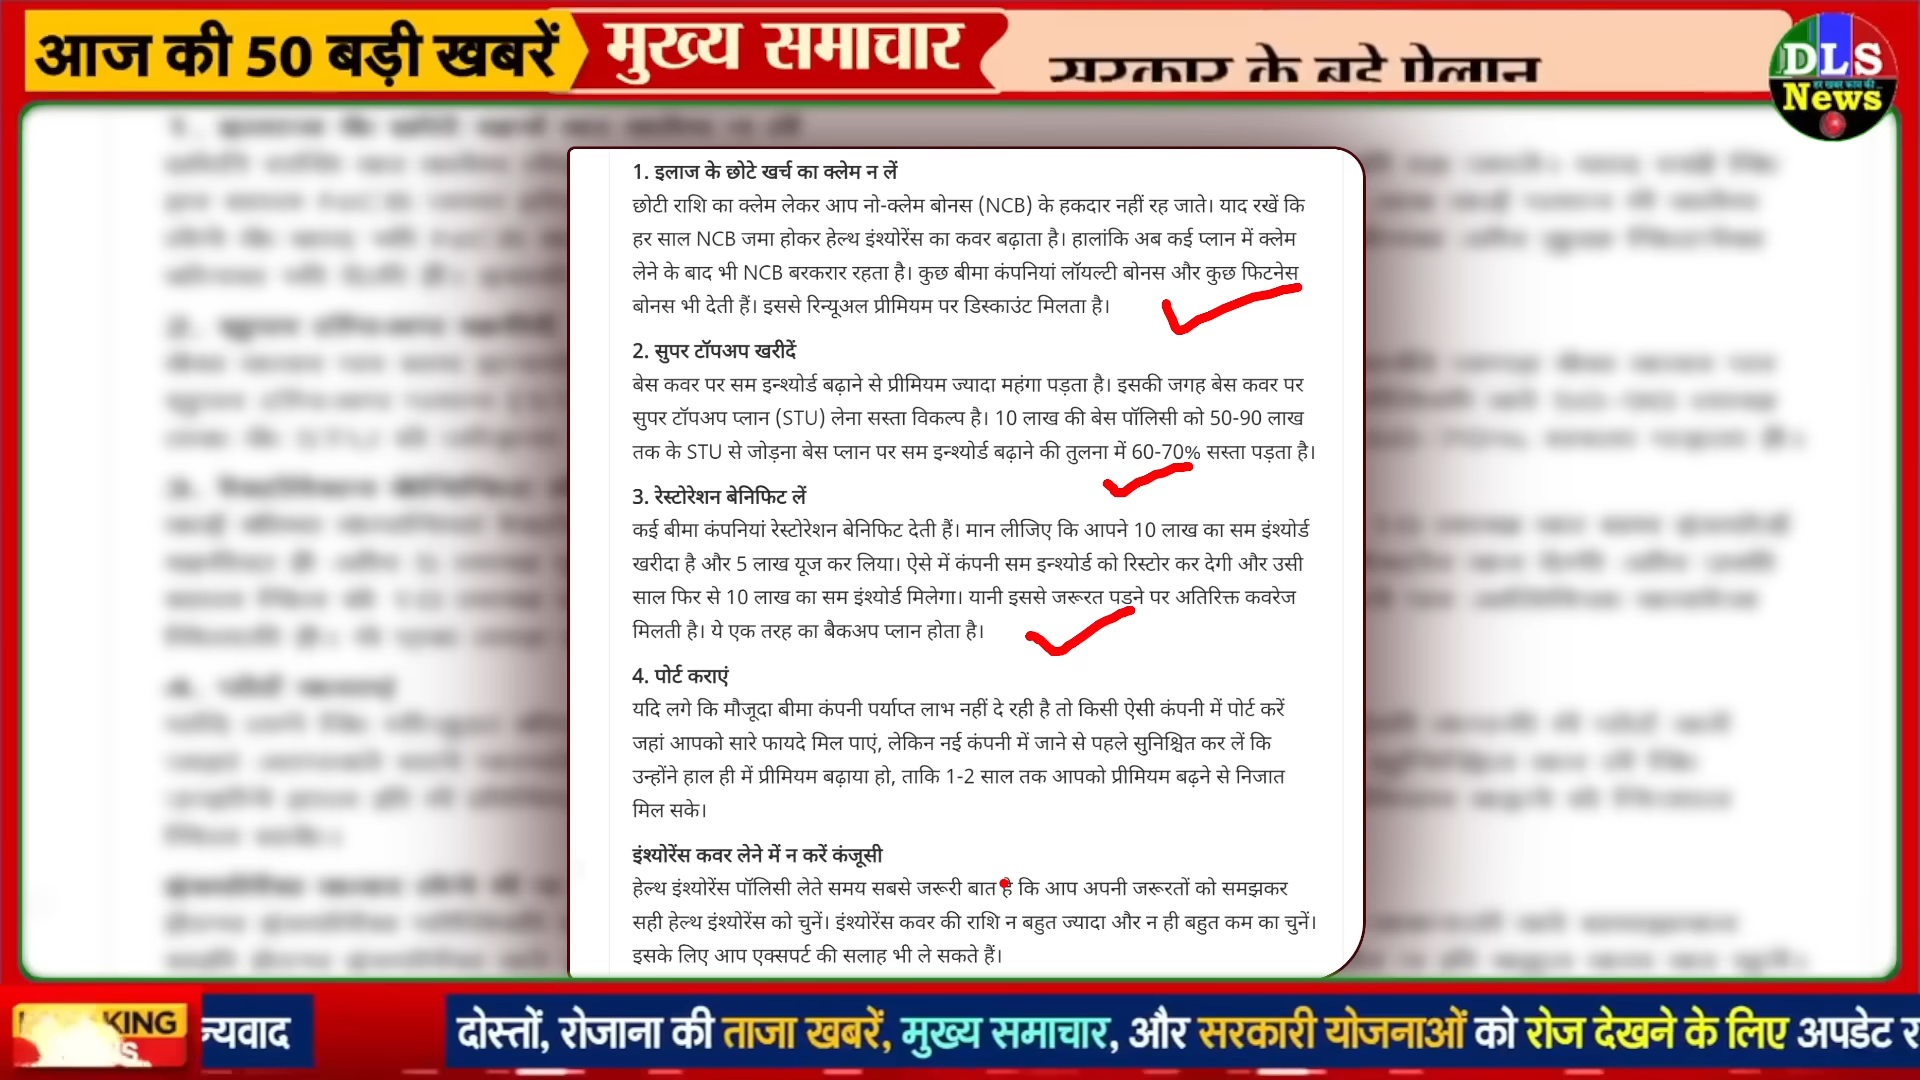 आज की 50 बड़ी खबरें
मुख्य समाचार
सरकार के बड़े ऐलान
DLS
हर खबर काम की..
News
1. इलाज के छोटे खर्च का क्लेम न लें
छोटी राशि का क्लेम लेकर आप नो-क्लेम बोनस (NCB) के हकदार नहीं रह जाते। याद रखें कि
हर साल NCB जमा होकर हेल्थ इंश्योरेंस का कवर बढ़ाता है। हालांकि अब कई प्लान में क्लेम
लेने के बाद भी NCB बरकरार रहता है। कुछ बीमा कंपनियां लॉयल्टी बोनस और कुछ फिटनेस
बोनस भी देती हैं। इससे रिन्यूअल प्रीमियम पर डिस्काउंट मिलता है।
2. सुपर टॉपअप खरीदें
बेस कवर पर सम इन्श्योर्ड बढ़ाने से प्रीमियम ज्यादा महंगा पड़ता है। इसकी जगह बेस कवर पर
सुपर टॉपअप प्लान (STU) लेना सस्ता विकल्प है। 10 लाख की बेस पॉलिसी को 50-90 लाख
तक के STU से जोड़ना बेस प्लान पर सम इन्श्योर्ड बढ़ाने की तुलना में 60-70% सस्ता पड़ता है।
3. रेस्टोरेशन बेनिफिट लें
कई बीमा कंपनियां रेस्टोरेशन बेनिफिट देती हैं। मान लीजिए कि आपने 10 लाख का सम इंश्योर्ड
खरीदा है और 5 लाख यूज कर लिया। ऐसे में कंपनी सम इन्श्योर्ड को रिस्टोर कर देगी और उसी
साल फिर से 10 लाख का सम इंश्योर्ड मिलेगा। यानी इससे जरूरत पड़ने पर अतिरिक्त कवरेज
मिलती है। ये एक तरह का बैकअप प्लान होता है।
4. पोर्ट कराएं
यदि लगे कि मौजूदा बीमा कंपनी पर्याप्त लाभ नहीं दे रही है तो किसी ऐसी कंपनी में पोर्ट करें
जहां आपको सारे फायदे मिल पाएं, लेकिन नई कंपनी में जाने से पहले सुनिश्चित कर लें कि
उन्होंने हाल ही में प्रीमियम बढ़ाया हो, ताकि 1-2 साल तक आपको प्रीमियम बढ़ने से निजात
मिल सके।
इंश्योरेंस कवर लेने में न करें कंजूसी
हेल्थ इंश्योरेंस पॉलिसी लेते समय सबसे जरूरी बात है कि आप अपनी जरूरतों को समझकर
सही हेल्थ इंश्योरेंस को चुनें। इंश्योरेंस कवर की राशि न बहुत ज्यादा और न ही बहुत कम का चुनें।
इसके लिए आप एक्सपर्ट की सलाह भी ले सकते हैं।
न्यवाद
दोस्तों, रोजाना की ताजा खबरें, मुख्य समाचार, और सरकारी योजनाओं को रोज देखने के लिए अपडेट